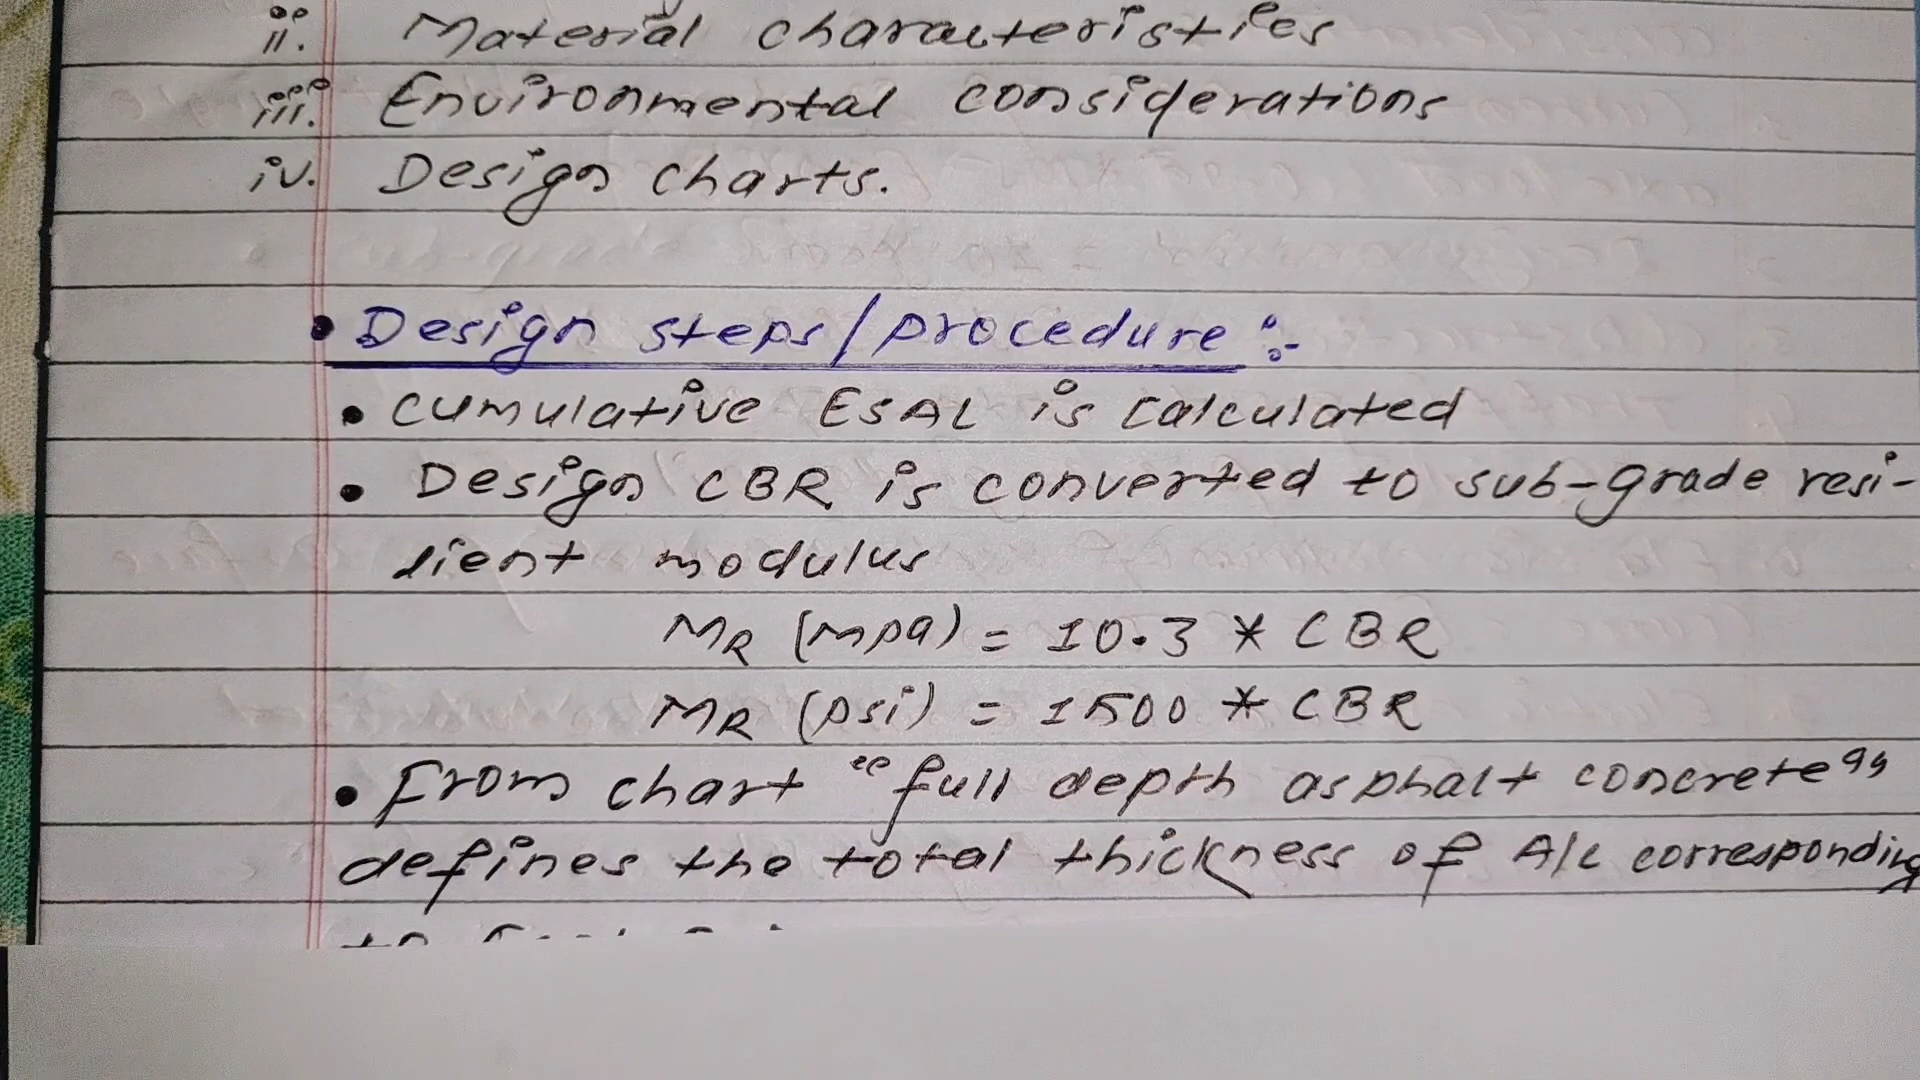 ii. Material characteristics
iii. Environmental considerations
iv. Design charts.
• Design steps/procedure :-
• cumulative ESAL is calculated
• Design CBR is converted to sub-grade resi-
lient modulus
MR (mpa) = 10.3 * CBR
MR (psi) = 1500 * CBR
• From chart "full depth asphalt concrete"
defines the total thickness of A/c corresponding